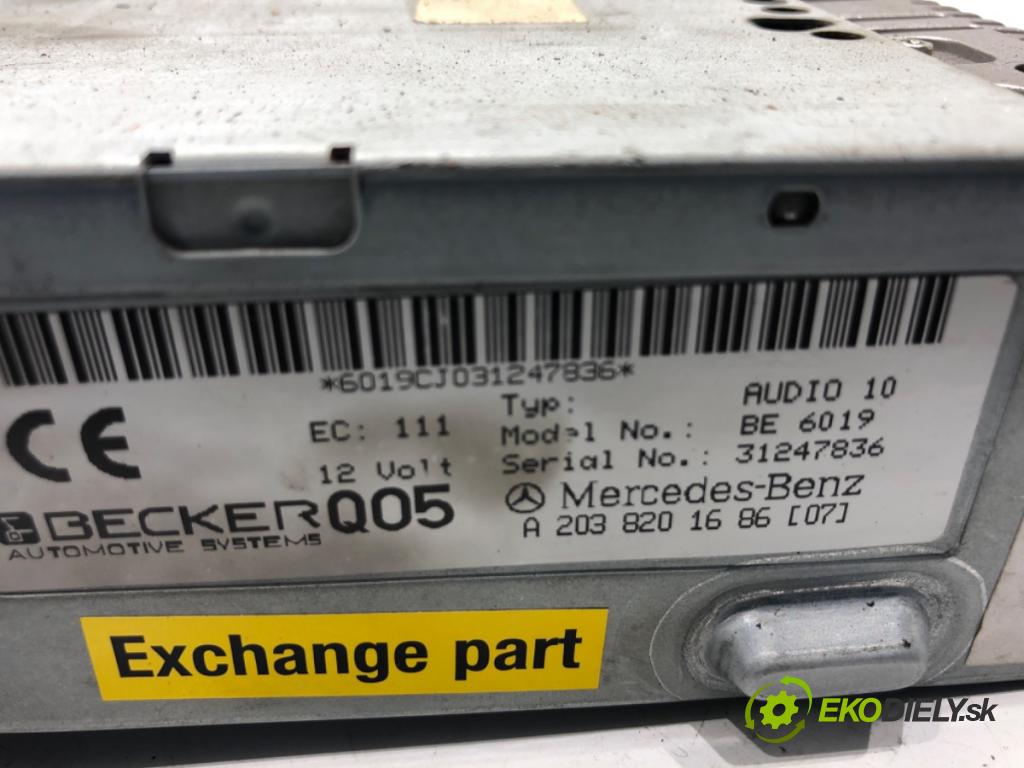 *6019CJ031247836*
CE
EC: 111
12 Volt
Typ: AUDIO 10
Model No.: BE 6019
Serial No.: 31247836
BECKER Q05
AUTOMOTIVE SYSTEMS
Mercedes-Benz
A 203 820 16 86 [07]
Exchange part
EKODIELY.sk